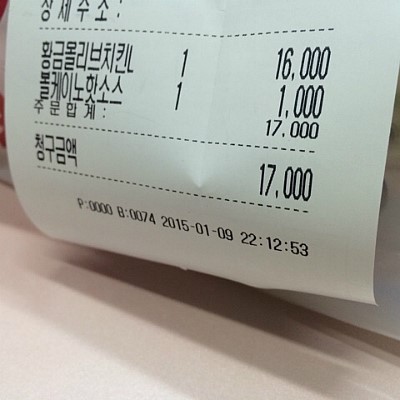 상세주소 :
황금올리브치킨L 1 16,000
볼케이노핫소스 1 1,000
주문합계 : 17,000
청구금액 17,000
P:0000 B:0074 2015-01-09 22:12:53